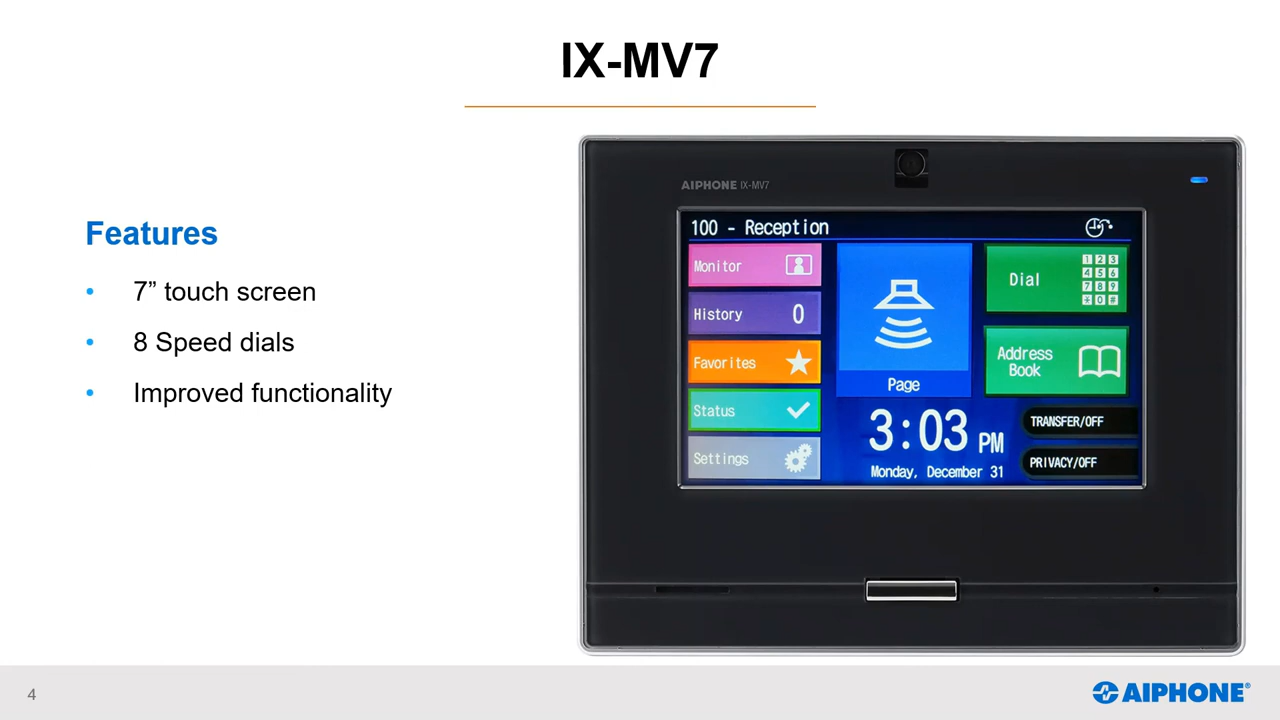 IX-MV7
Features
• 7” touch screen
• 8 Speed dials
• Improved functionality
AIPHONE IX-MV7
100 - Reception
Monitor
History 0
Favorites
Status
Settings
Page
3:03 PM
Monday, December 31
Dial
1 2 3
4 5 6
7 8 9
* 0 #
Address
Book
TRANSFER/OFF
PRIVACY/OFF
4
AIPHONE®